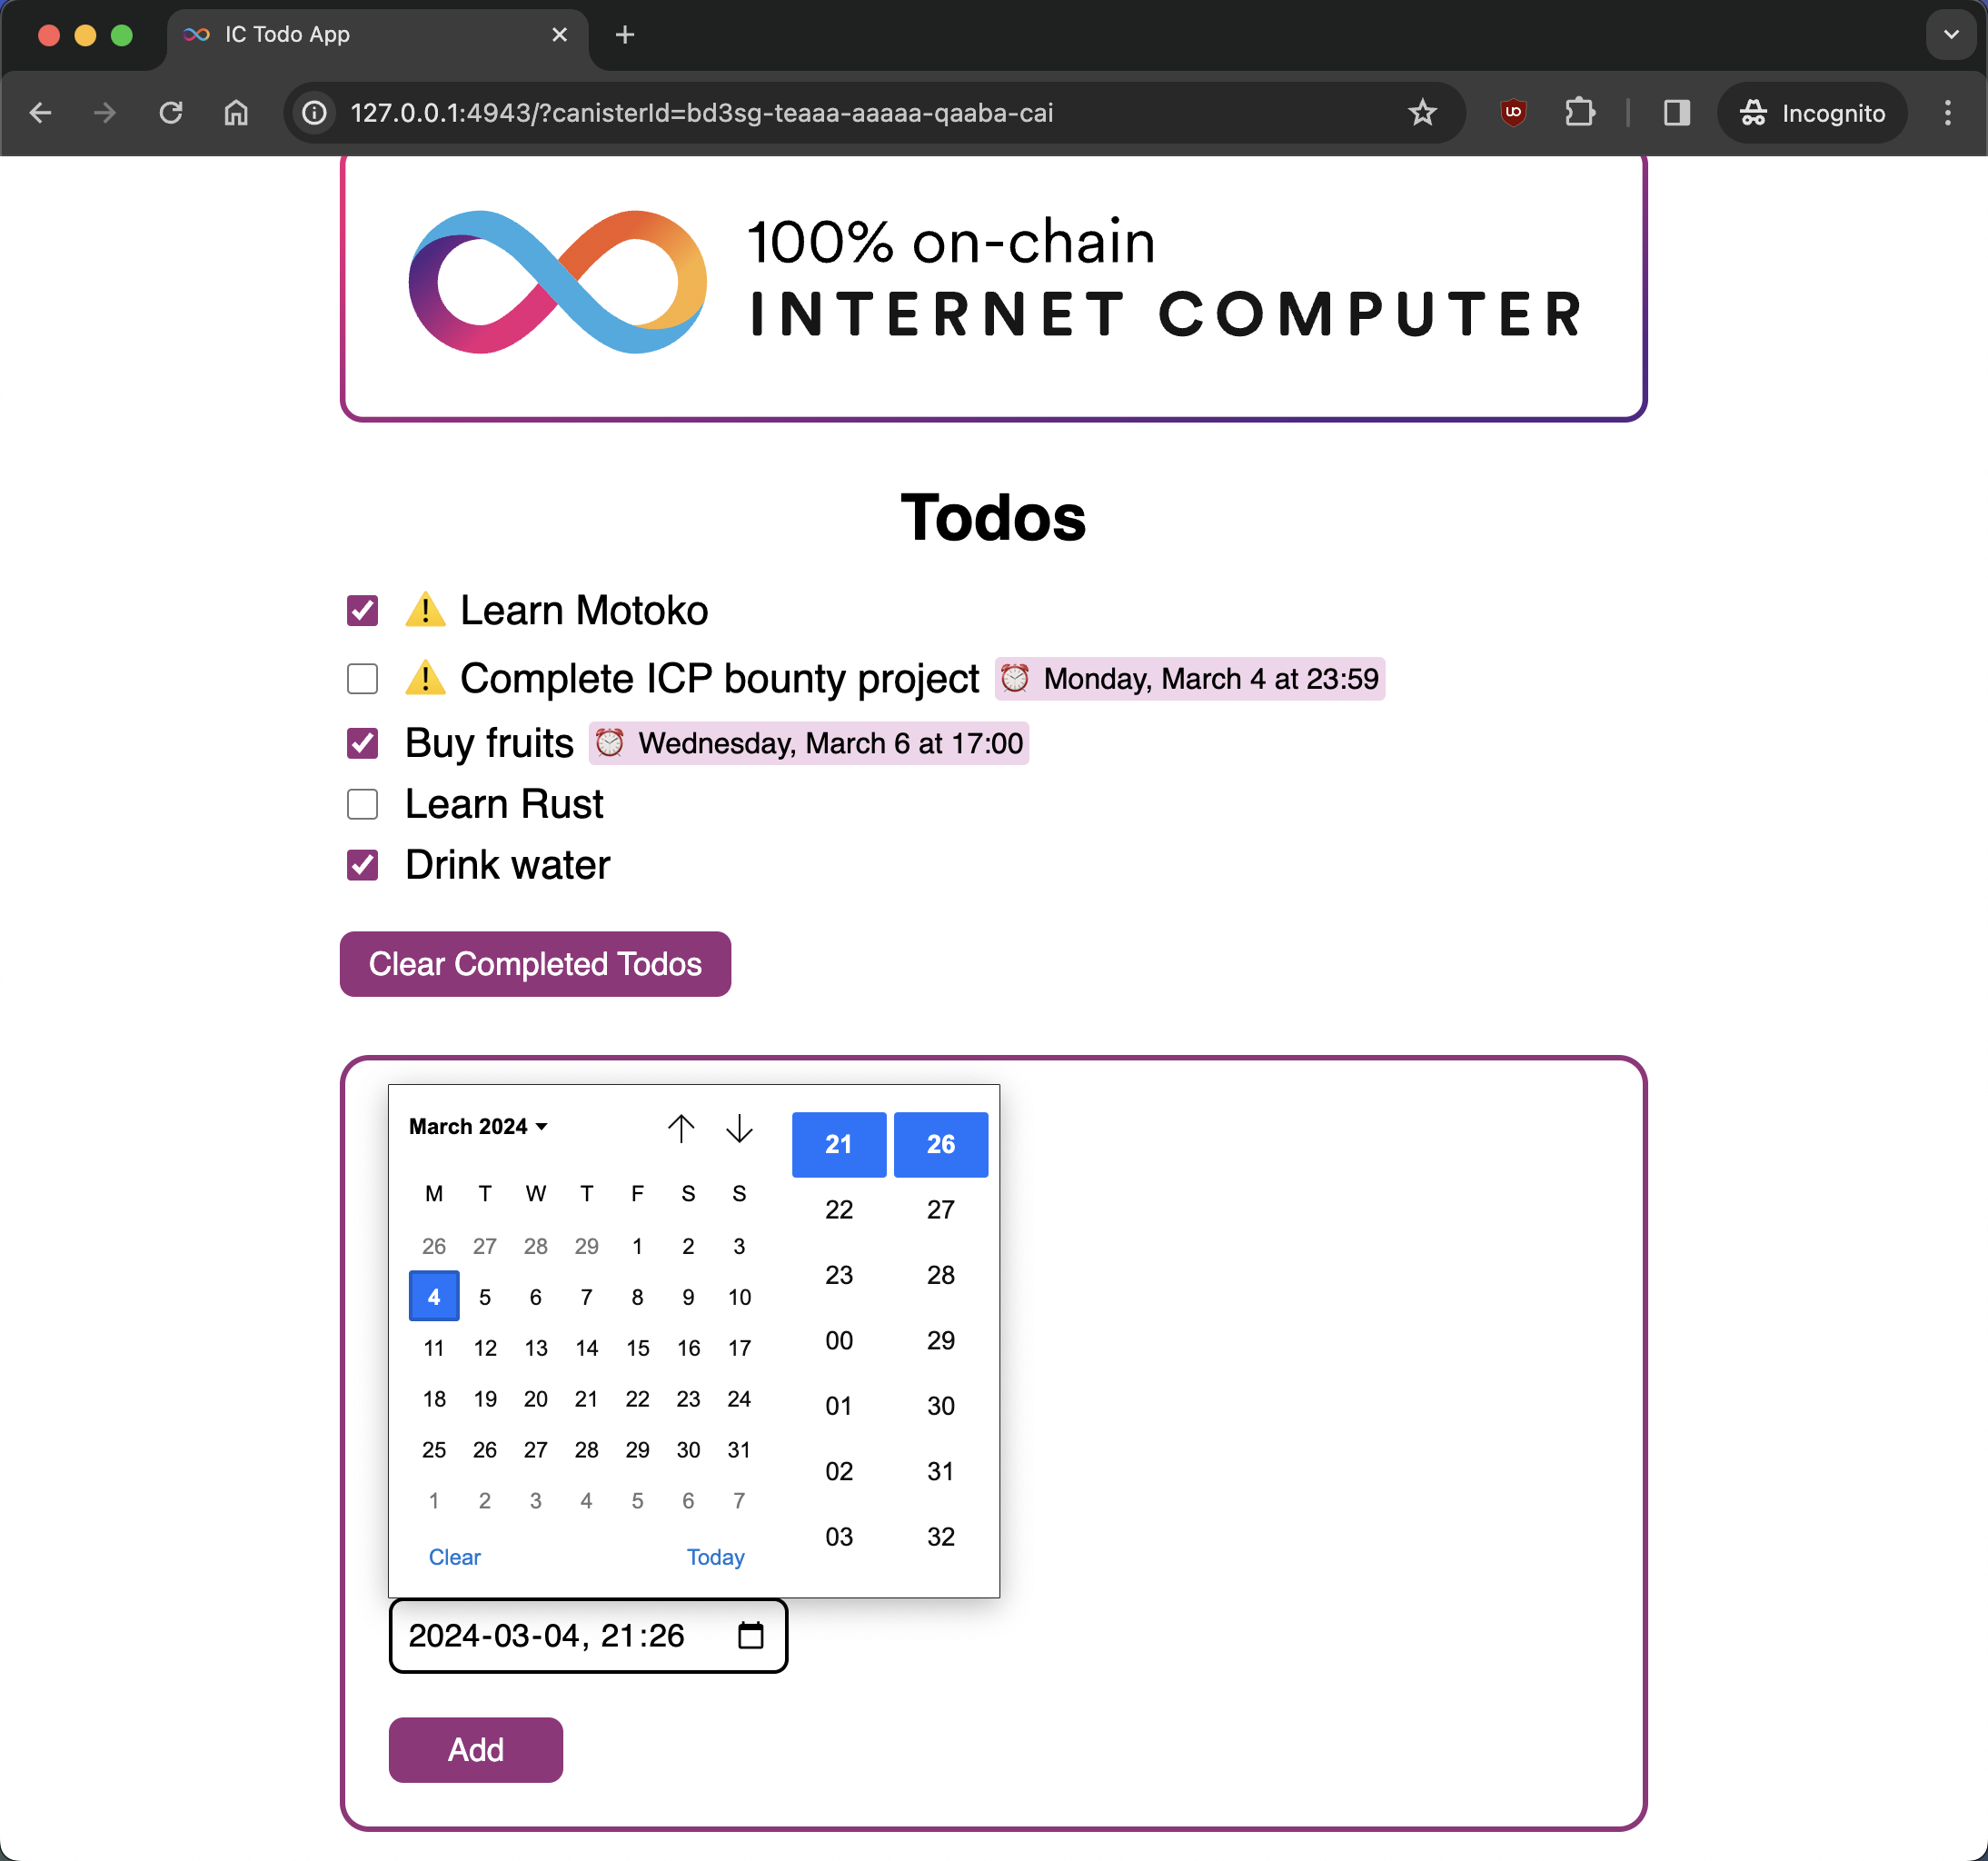 IC Todo App
127.0.0.1:4943/?canisterId=bd3sg-teaaa-aaaaa-qaaba-cai
Incognito
100% on-chain
INTERNET COMPUTER
Todos
Learn Motoko
Complete ICP bounty project Monday, March 4 at 23:59
Buy fruits Wednesday, March 6 at 17:00
Learn Rust
Drink water
Clear Completed Todos
March 2024
M T W T F S S
26 27 28 29 1 2 3
4 5 6 7 8 9 10
11 12 13 14 15 16 17
18 19 20 21 22 23 24
25 26 27 28 29 30 31
1 2 3 4 5 6 7
Clear Today
21 26
22 27
23 28
00 29
01 30
02 31
03 32
2024-03-04, 21:26
Add